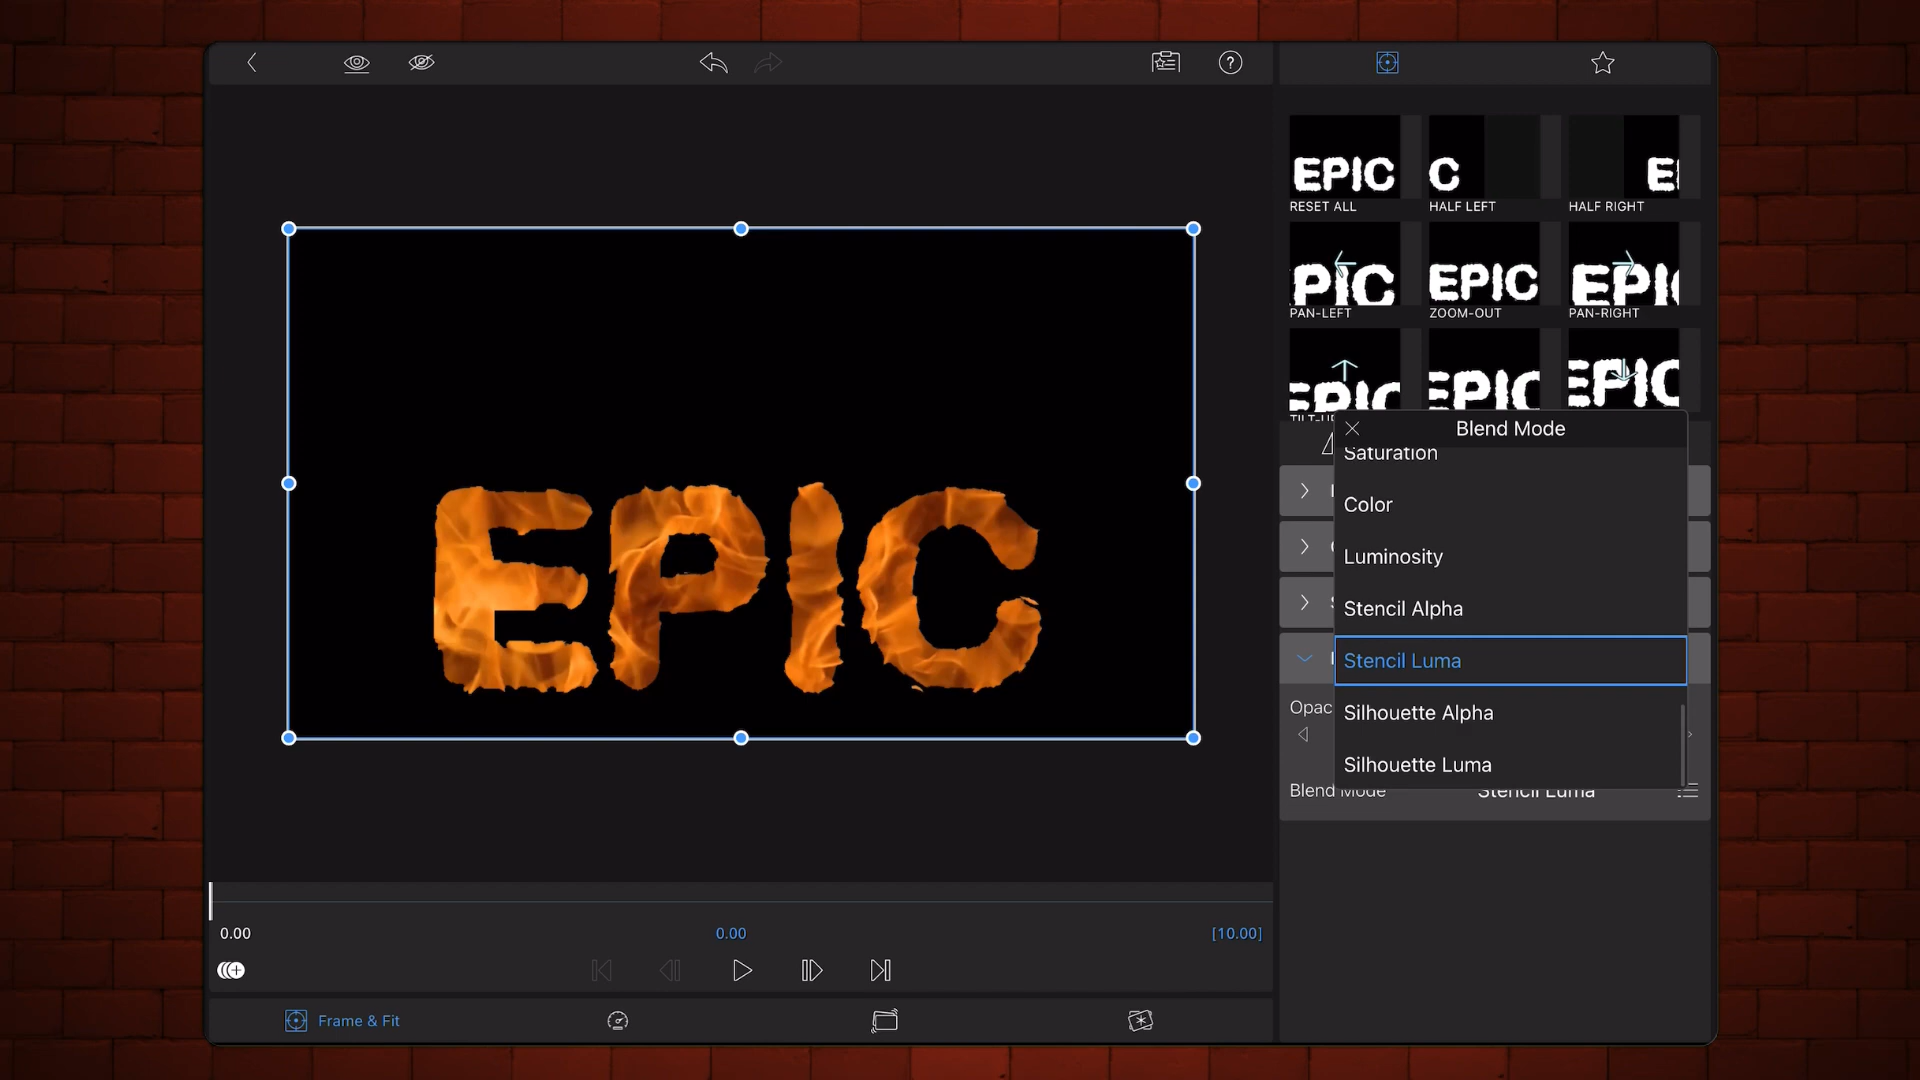 EPIC
C
E
RESET ALL
HALF LEFT
HALF RIGHT
PIC
EPIC
EPI
PAN-LEFT
ZOOM-OUT
PAN-RIGHT
EPIC
EPIC
EPIC
Blend Mode
Saturation
Color
Luminosity
Stencil Alpha
Stencil Luma
Silhouette Alpha
Silhouette Luma
Opac
Blend Mode
Stencil Luma
EPIC
0.00
0.00
[10.00]
Frame & Fit